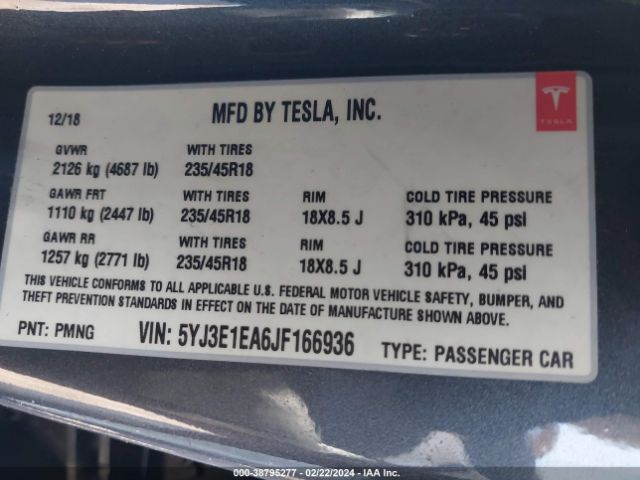 12/18 MFD BY TESLA, INC.
TESLA
GVWR WITH TIRES
2126 kg (4687 lb) 235/45R18
GAWR FRT WITH TIRES RIM COLD TIRE PRESSURE
1110 kg (2447 lb) 235/45R18 18X8.5 J 310 kPa, 45 psi
GAWR RR WITH TIRES RIM COLD TIRE PRESSURE
1257 kg (2771 lb) 235/45R18 18X8.5 J 310 kPa, 45 psi
THIS VEHICLE CONFORMS TO ALL APPLICABLE U.S. FEDERAL MOTOR VEHICLE SAFETY, BUMPER, AND
THEFT PREVENTION STANDARDS IN EFFECT ON THE DATE OF MANUFACTURE SHOWN ABOVE.
PNT: PMNG VIN: 5YJ3E1EA6JF166936 TYPE: PASSENGER CAR
000-38795277 - 02/22/2024 - IAA Inc.